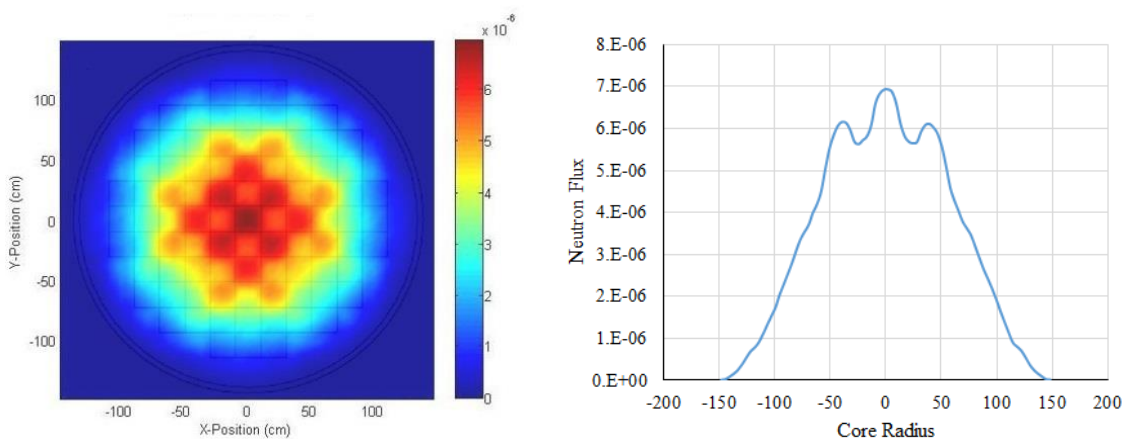 x 10⁻⁶
100
50
0
-50
-100
Y-Position (cm)
-100 -50 0 50 100
X-Position (cm)
6
5
4
3
2
1
0
8.E-06
7.E-06
6.E-06
5.E-06
4.E-06
3.E-06
2.E-06
1.E-06
0.E+00
Neutron Flux
-200 -150 -100 -50 0 50 100 150 200
Core Radius